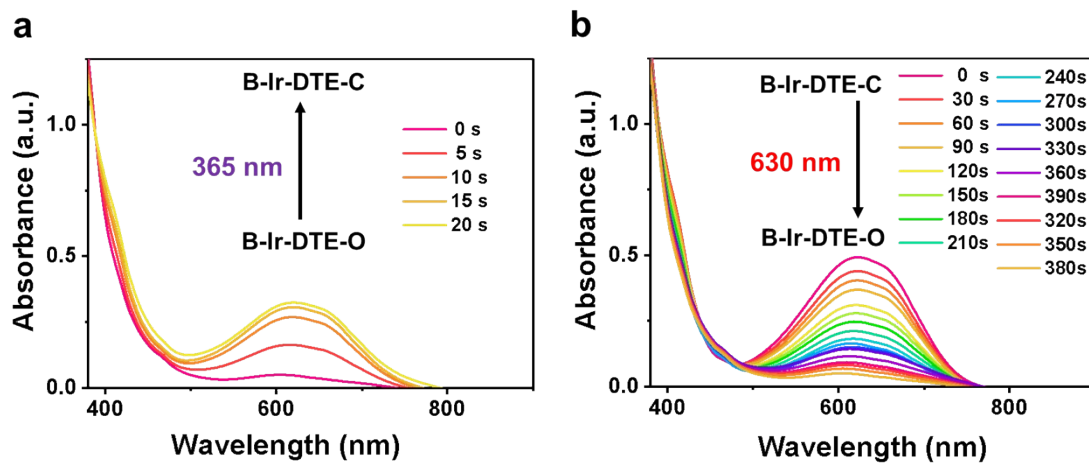 a
B-Ir-DTE-C
365 nm
B-Ir-DTE-O
0 s
5 s
10 s
15 s
20 s
Absorbance (a.u.)
1.0
0.5
0.0
400
600
800
Wavelength (nm)
b
B-Ir-DTE-C
630 nm
B-Ir-DTE-O
0 s
30 s
60 s
90 s
120s
150s
180s
210s
240s
270s
300s
330s
360s
390s
320s
350s
380s
Absorbance (a.u.)
1.0
0.5
0.0
400
600
800
Wavelength (nm)